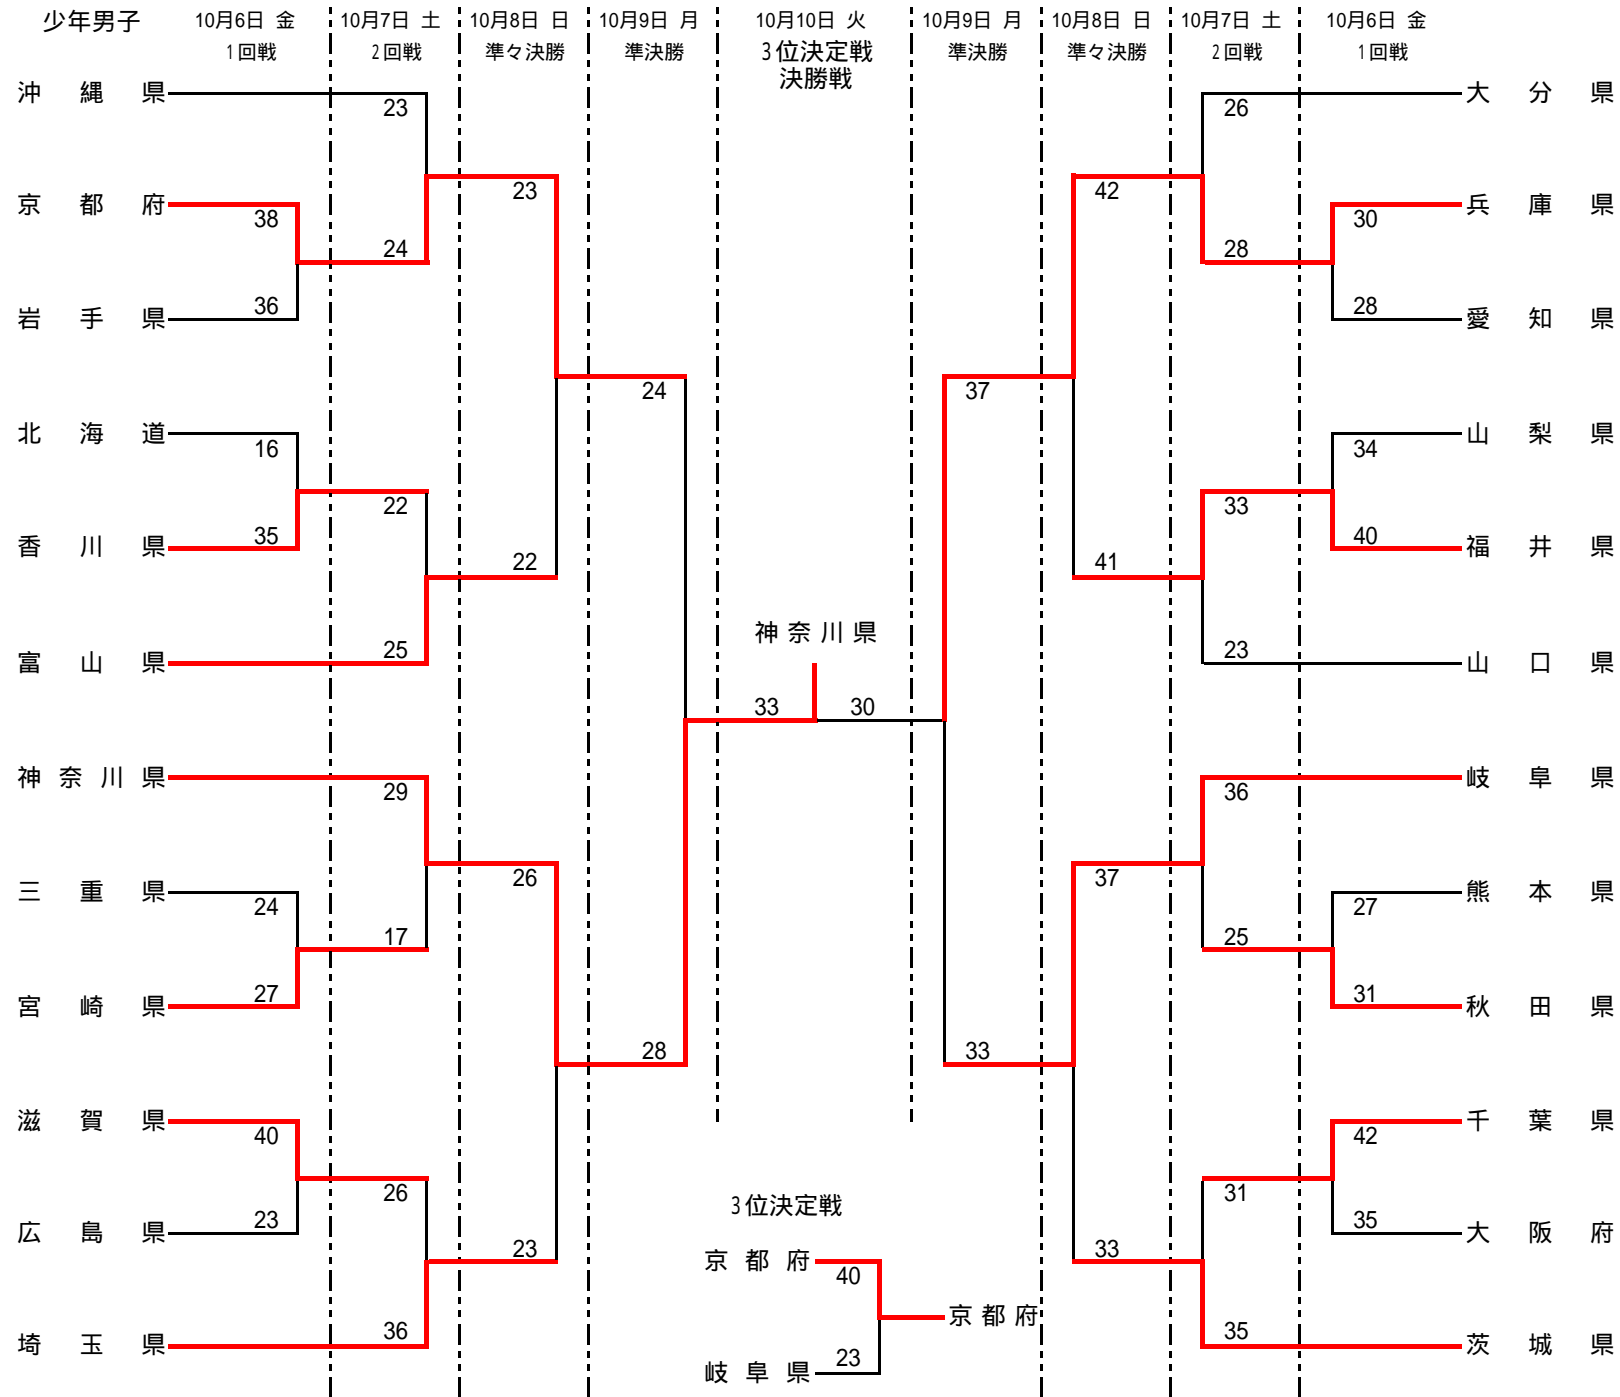 少年男子 10月6日 金 10月7日 土 10月8日 日 10月9日 月 10月10日 火 10月9日 月 10月8日 日 10月7日 土 10月6日 金
1回戦 2回戦 準々決勝 準決勝 3位決定戦 準決勝 準々決勝 2回戦 1回戦
決勝戦
沖縄県 大分県
23 26
23 42
京都府 兵庫県
38 30
24 28
36 28
岩手県 愛知県
24 37
北海道 山梨県
16 34
22 33
35 40
香川県 福井県
22 41
神奈川県
25 23
富山県 山口県
33 30
神奈川県 岐阜県
29 36
26 37
三重県 熊本県
24 27
17 25
27 31
宮崎県 秋田県
28 33
滋賀県 千葉県
40 42
26 31
3位決定戦
23 35
広島県 大阪府
23 33
京都府
40
京都府
36 35
埼玉県 茨城県
23
岐阜県